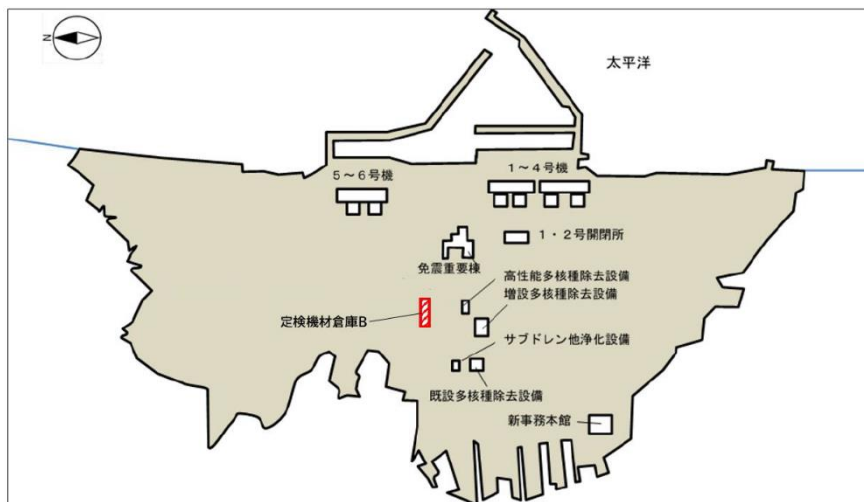 N
太平洋
5~6号機
1~4号機
1・2号開閉所
免震重要棟
高性能多核種除去設備
増設多核種除去設備
定検機材倉庫B
サブドレン他浄化設備
既設多核種除去設備
新事務本館